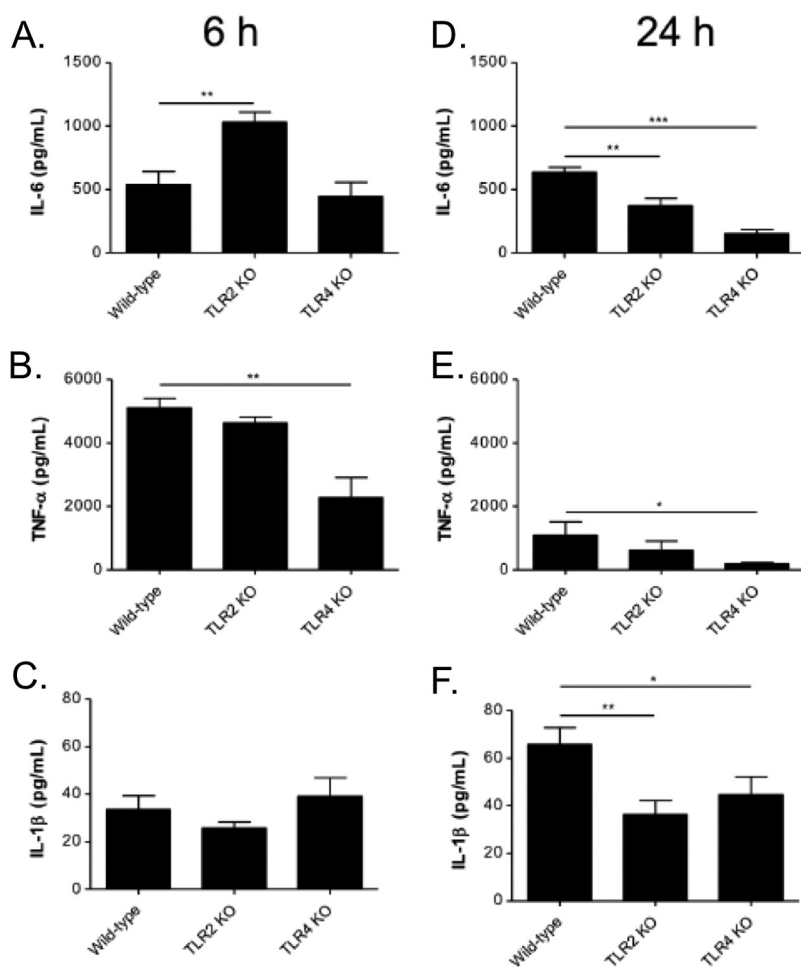 A.
6 h
D.
24 h
1500
1000
500
0
IL-6 (pg/mL)
**
Wild-type
TLR2 KO
TLR4 KO
1500
1000
500
0
IL-6 (pg/mL)
***
**
Wild-type
TLR2 KO
TLR4 KO
B.
6000
4000
2000
0
TNF-α (pg/mL)
**
Wild-type
TLR2 KO
TLR4 KO
E.
6000
4000
2000
0
TNF-α (pg/mL)
*
Wild-type
TLR2 KO
TLR4 KO
C.
80
60
40
20
0
IL-1β (pg/mL)
Wild-type
TLR2 KO
TLR4 KO
F.
80
60
40
20
0
IL-1β (pg/mL)
*
**
Wild-type
TLR2 KO
TLR4 KO